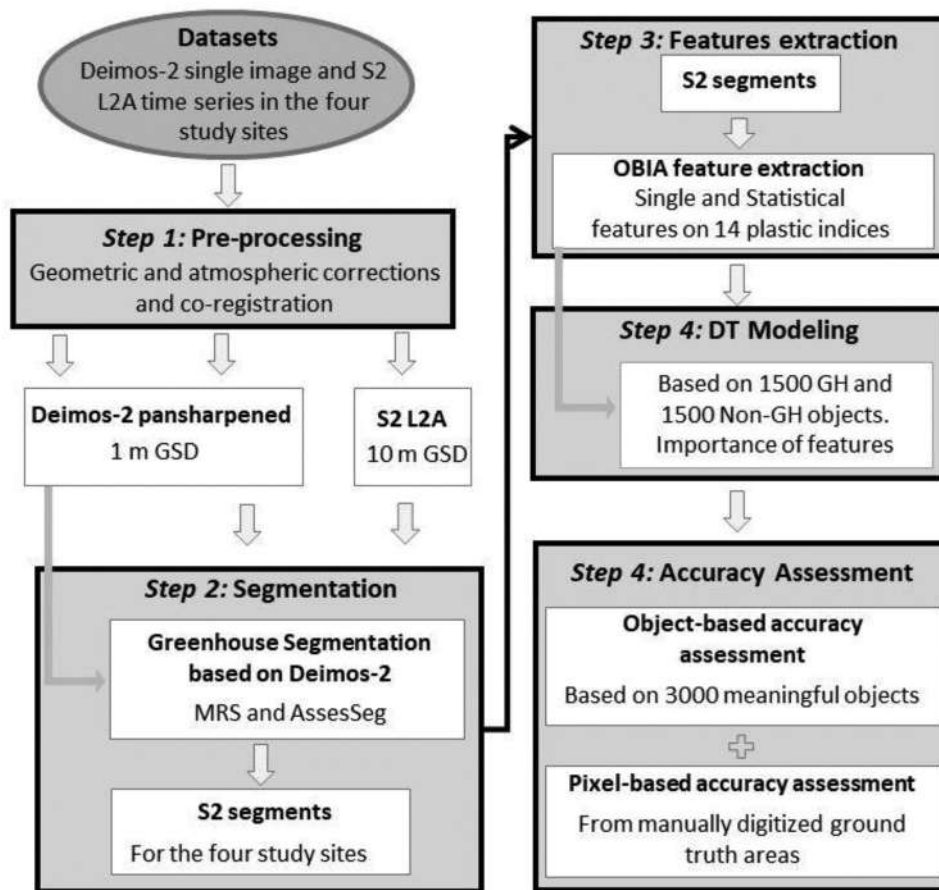 Datasets
Deimos-2 single image and S2
L2A time series in the four
study sites
Step 1: Pre-processing
Geometric and atmospheric corrections
and co-registration
Deimos-2 pansharpened
1 m GSD
S2 L2A
10 m GSD
Step 2: Segmentation
Greenhouse Segmentation
based on Deimos-2
MRS and AssesSeg
S2 segments
For the four study sites
Step 3: Features extraction
S2 segments
OBIA feature extraction
Single and Statistical
features on 14 plastic indices
Step 4: DT Modeling
Based on 1500 GH and
1500 Non-GH objects.
Importance of features
Step 4: Accuracy Assessment
Object-based accuracy
assessment
Based on 3000 meaningful objects
Pixel-based accuracy assessment
From manually digitized ground
truth areas